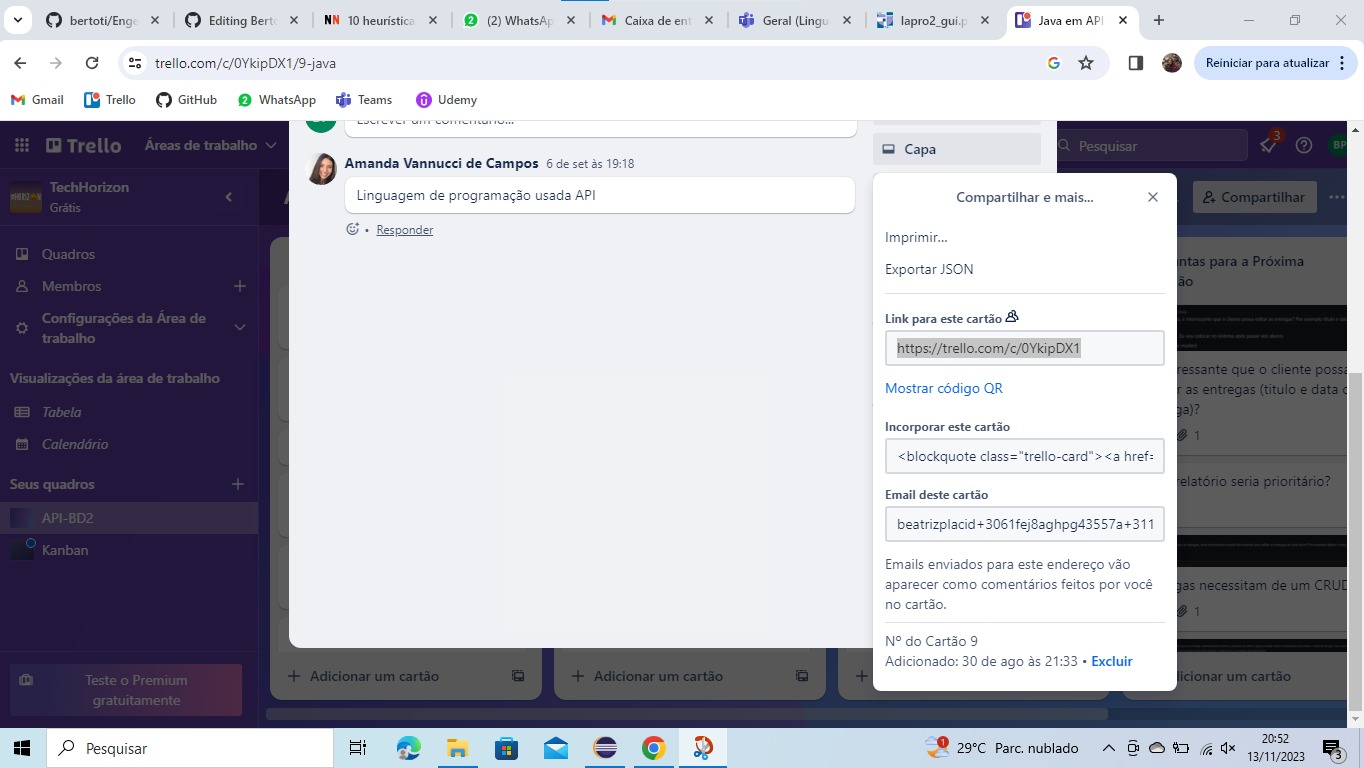 bertoti/Enge
Editing Berto
10 heurística
(2) WhatsAp
Caixa de ent
Geral (Lingu
lapro2_gui.p
Java em API
trello.com/c/0YkipDX1/9-java
Reiniciar para atualizar
Gmail
Trello
GitHub
WhatsApp
Teams
Udemy
Trello
Áreas de trabalho
Escrever um comentário...
Capa
Pesquisar
3
BP
TechHorizon
Grátis
Amanda Vannucci de Campos 6 de set às 19:18
Linguagem de programação usada API
• Responder
Compartilhar e mais...
Compartilhar
Quadros
Membros
Configurações da Área de
trabalho
Visualizações da área de trabalho
Tabela
Calendário
Seus quadros
API-BD2
Kanban
Teste o Premium
gratuitamente
Imprimir...
Exportar JSON
Link para este cartão
https://trello.com/c/0YkipDX1
Mostrar código QR
Incorporar este cartão
<blockquote class="trello-card"><a href=
Email deste cartão
beatrizplacid+3061fej8aghpg43557a+311
Emails enviados para este endereço vão
aparecer como comentários feitos por você
no cartão.
Nº do Cartão 9
Adicionado: 30 de ago às 21:33 • Excluir
ntas para a Próxima
ão
ressante que o cliente possa
r as entregas (titulo e data d
ga)?
1
relatório seria prioritário?
gas necessitam de um CRUD
1
Adicionar um cartão
Adicionar um cartão
dicionar um cartão
Pesquisar
29°C Parc. nublado
20:52
13/11/2023
3